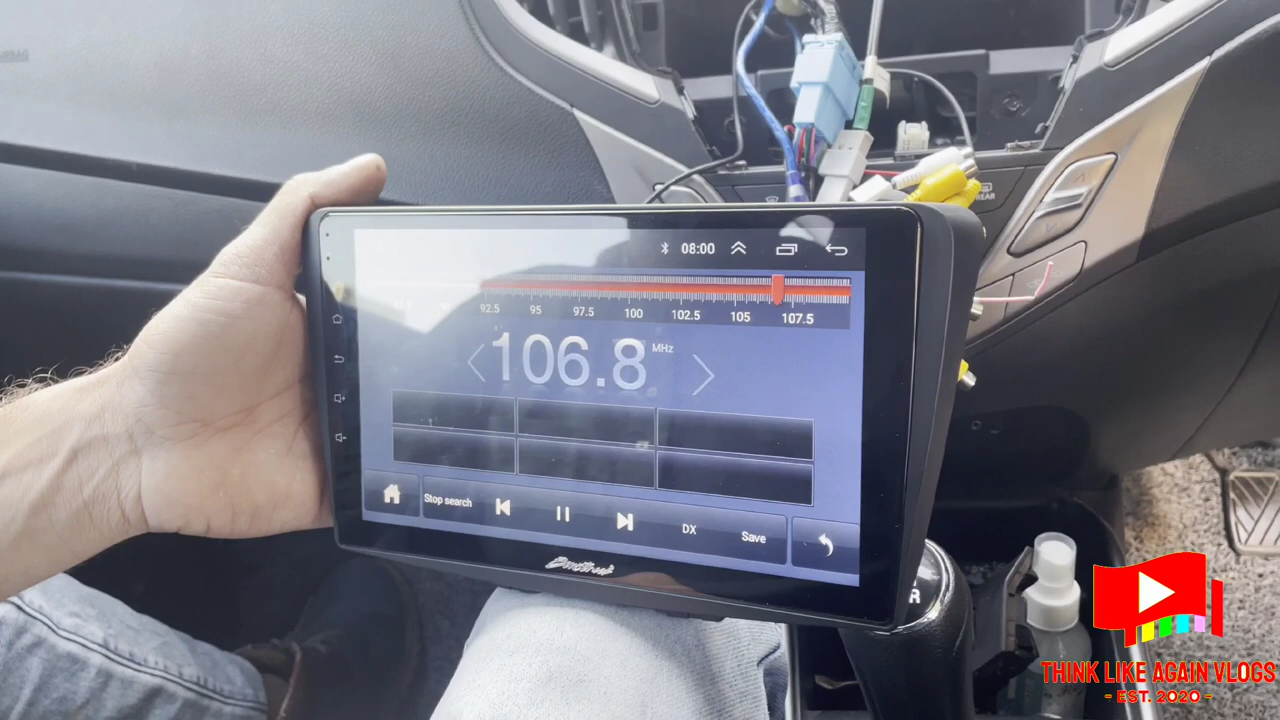 08:00
92.5 95 97.5 100 102.5 105 107.5
106.8 MHz
Stop search DX Save
REAR
R
THINK LIKE AGAIN VLOGS
- EST. 2020 -